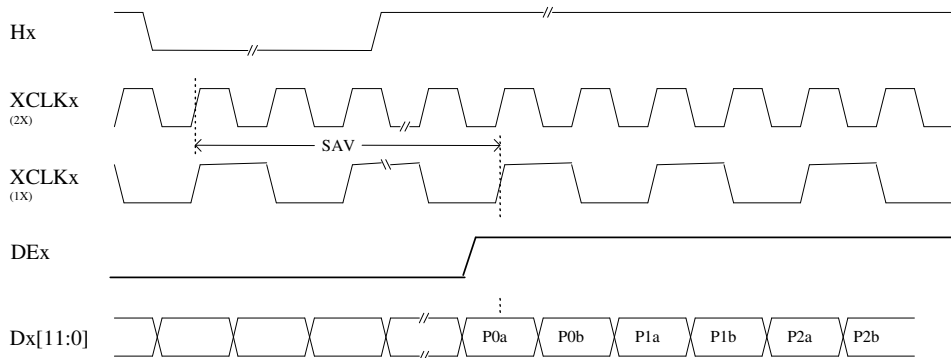 Hx
XCLKx
(2X)
SAV
XCLKx
(1X)
DEx
Dx[11:0] P0a P0b P1a P1b P2a P2b